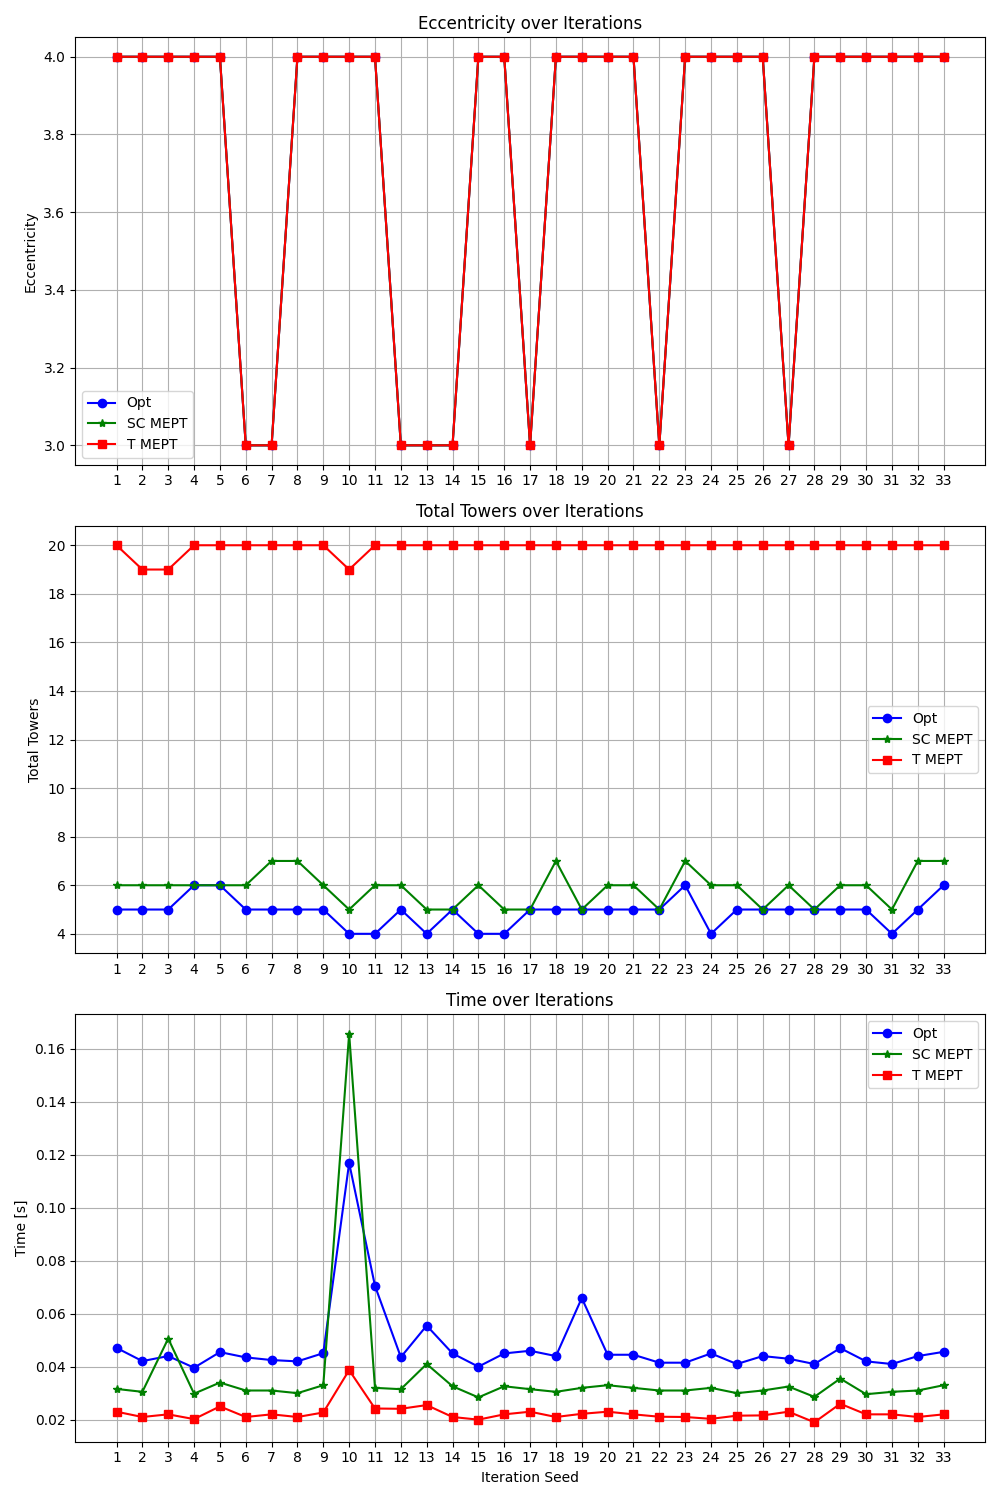 Eccentricity over Iterations
4.0
3.8
3.6
3.4
3.2
3.0
Eccentricity
Opt
SC MEPT
T MEPT
1 2 3 4 5 6 7 8 9 10 11 12 13 14 15 16 17 18 19 20 21 22 23 24 25 26 27 28 29 30 31 32 33
Total Towers over Iterations
20
18
16
14
12
10
8
6
4
Total Towers
Opt
SC MEPT
T MEPT
1 2 3 4 5 6 7 8 9 10 11 12 13 14 15 16 17 18 19 20 21 22 23 24 25 26 27 28 29 30 31 32 33
Time over Iterations
0.16
0.14
0.12
0.10
0.08
0.06
0.04
0.02
Time [s]
Opt
SC MEPT
T MEPT
1 2 3 4 5 6 7 8 9 10 11 12 13 14 15 16 17 18 19 20 21 22 23 24 25 26 27 28 29 30 31 32 33
Iteration Seed